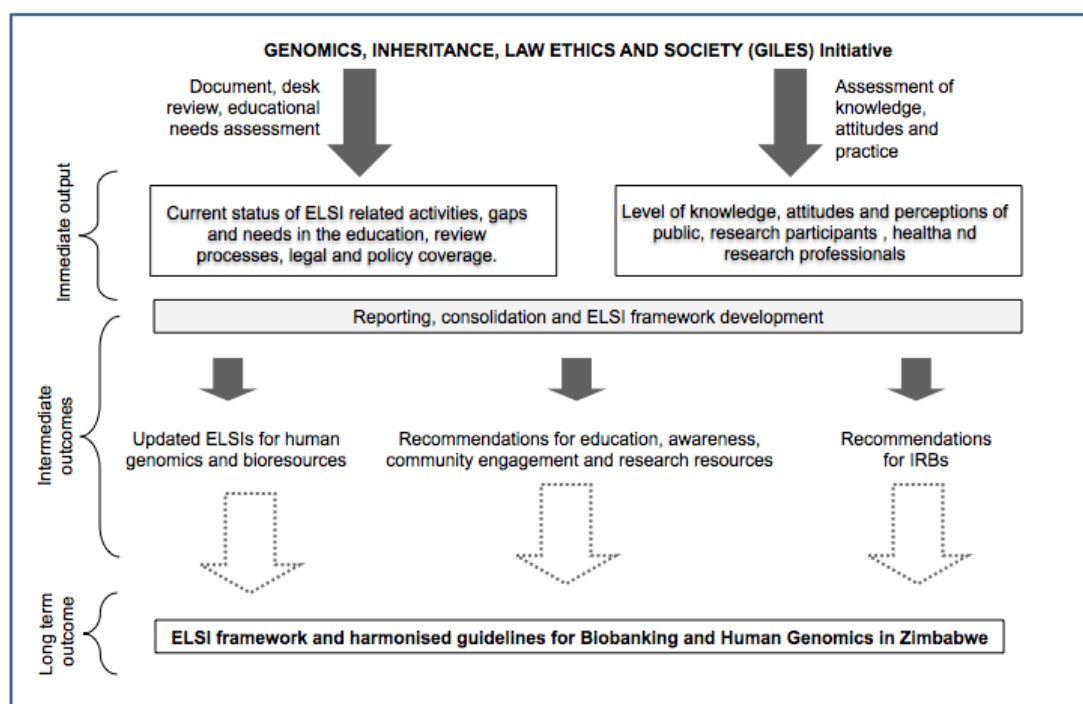 GENOMICS, INHERITANCE, LAW ETHICS AND SOCIETY (GILES) Initiative
Document, desk
review, educational
needs assessment
Assessment of
knowledge,
attitudes and
practice
Immediate output
Current status of ELSI related activities, gaps
and needs in the education, review
processes, legal and policy coverage.
Level of knowledge, attitudes and perceptions of
public, research participants , healtha nd
research professionals
Reporting, consolidation and ELSI framework development
Intermediate
outcomes
Updated ELSIs for human
genomics and bioresources
Recommendations for education, awareness,
community engagement and research resources
Recommendations
for IRBs
Long term
outcome
ELSI framework and harmonised guidelines for Biobanking and Human Genomics in Zimbabwe